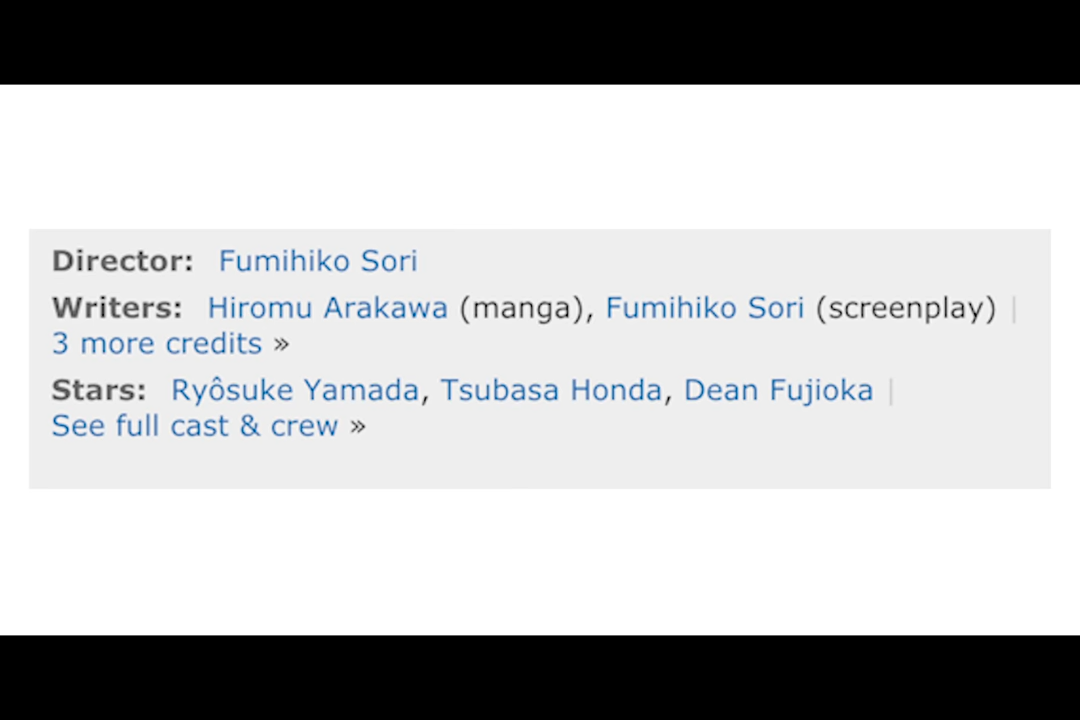 Director: Fumihiko Sori
Writers: Hiromu Arakawa (manga), Fumihiko Sori (screenplay) |
3 more credits »
Stars: Ryôsuke Yamada, Tsubasa Honda, Dean Fujioka |
See full cast & crew »